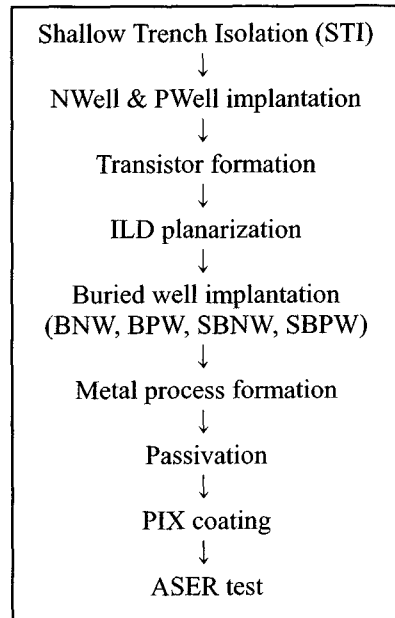 Shallow Trench Isolation (STI)
↓
NWell & PWell implantation
↓
Transistor formation
↓
ILD planarization
↓
Buried well implantation
(BNW, BPW, SBNW, SBPW)
↓
Metal process formation
↓
Passivation
↓
PIX coating
↓
ASER test